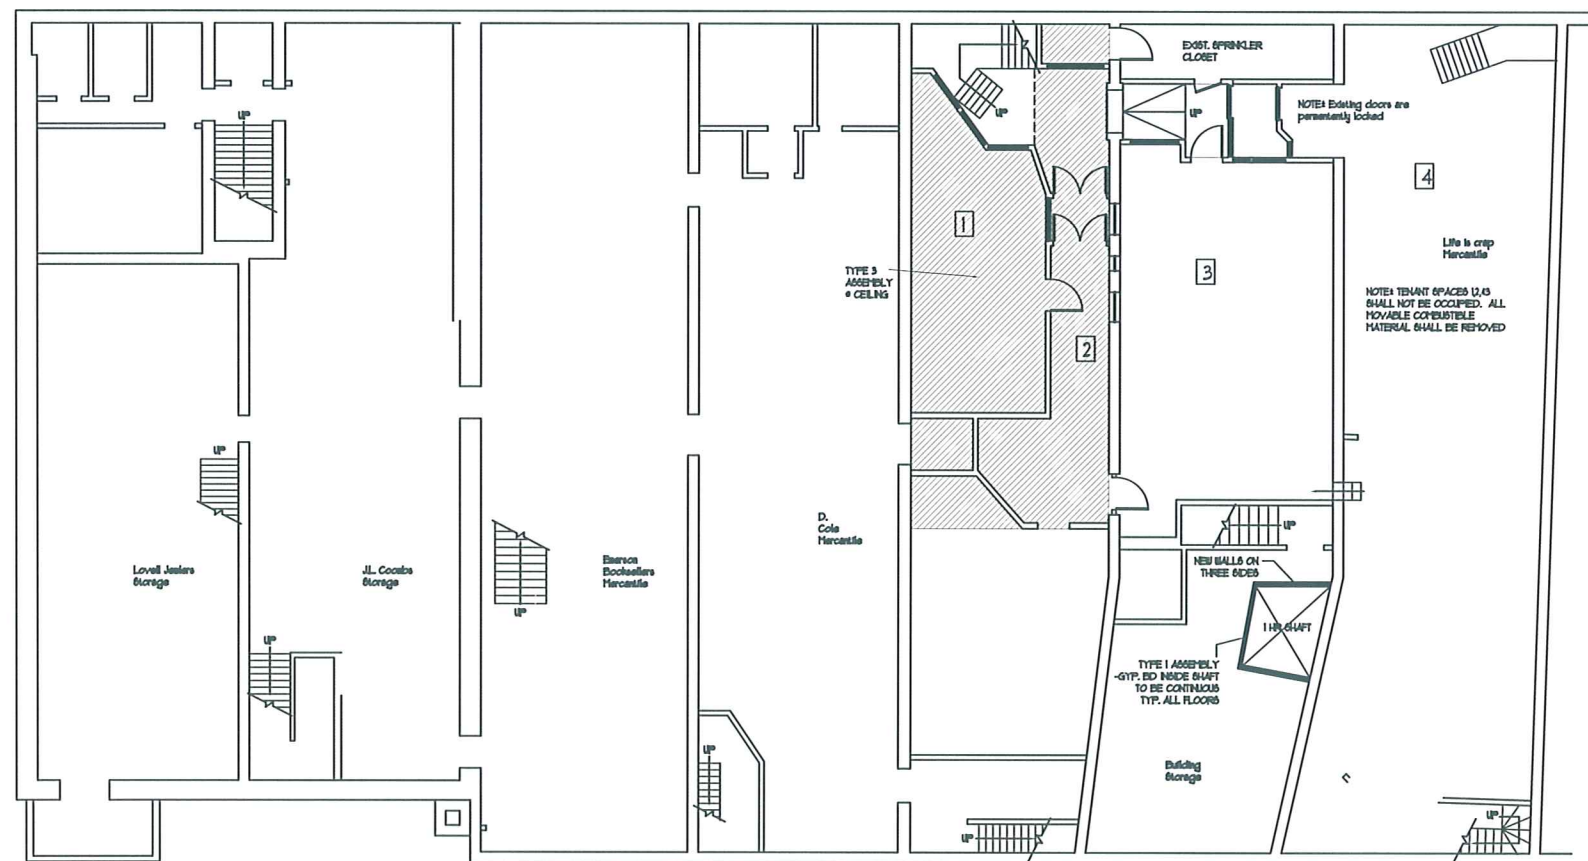 EXIST. SPRINKLER
CLOSET
UP
UP
UP
NOTE: Existing doors are
permanently locked
4
1
Life is crap
Mercantile
TYPE 3
ASSEMBLY
@ CEILING
3
NOTE: TENANT SPACES 1,2,&3
SHALL NOT BE OCCUPIED. ALL
MOVABLE COMBUSTIBLE
MATERIAL SHALL BE REMOVED
2
UP
D.
Cole
Mercantile
UP
Lovell Jewlers
Storage
J.L. Coombs
Storage
Emerson
Booksellers
Mercantile
NEW WALLS ON
THREE SIDES
UP
1 HR SHAFT
UP
TYPE 1 ASSEMBLY
-GYP. BD INSIDE SHAFT
TO BE CONTINUOUS
TYP. ALL FLOORS
UP
Building
Storage
UP
UP